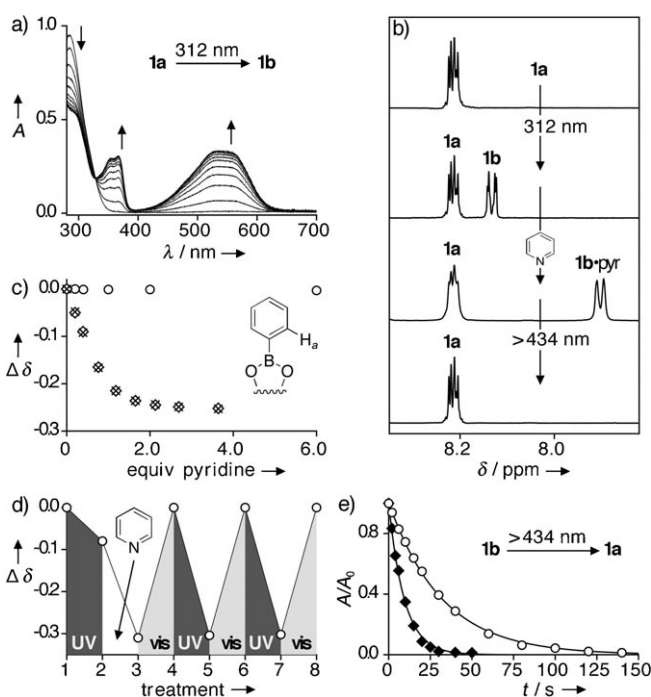 a)
1.0
0.5
0.0
A
1a 312 nm 1b
300 400 500 600 700
λ / nm
b)
1a
312 nm
1a 1b
N
1a 1b•pyr
>434 nm
1a
8.2 8.0
δ / ppm
c)
0.0
-0.1
-0.2
-0.3
Δ δ
Ha
B
O O
0 2.0 4.0 6.0
equiv pyridine
d)
0.0
-0.1
-0.2
-0.3
Δ δ
N
UV vis UV vis UV vis
1 2 3 4 5 6 7 8
treatment
e)
0.8
0.4
0.0
A/A0
>434 nm
1b 1a
0 25 50 75 100 150
t / s